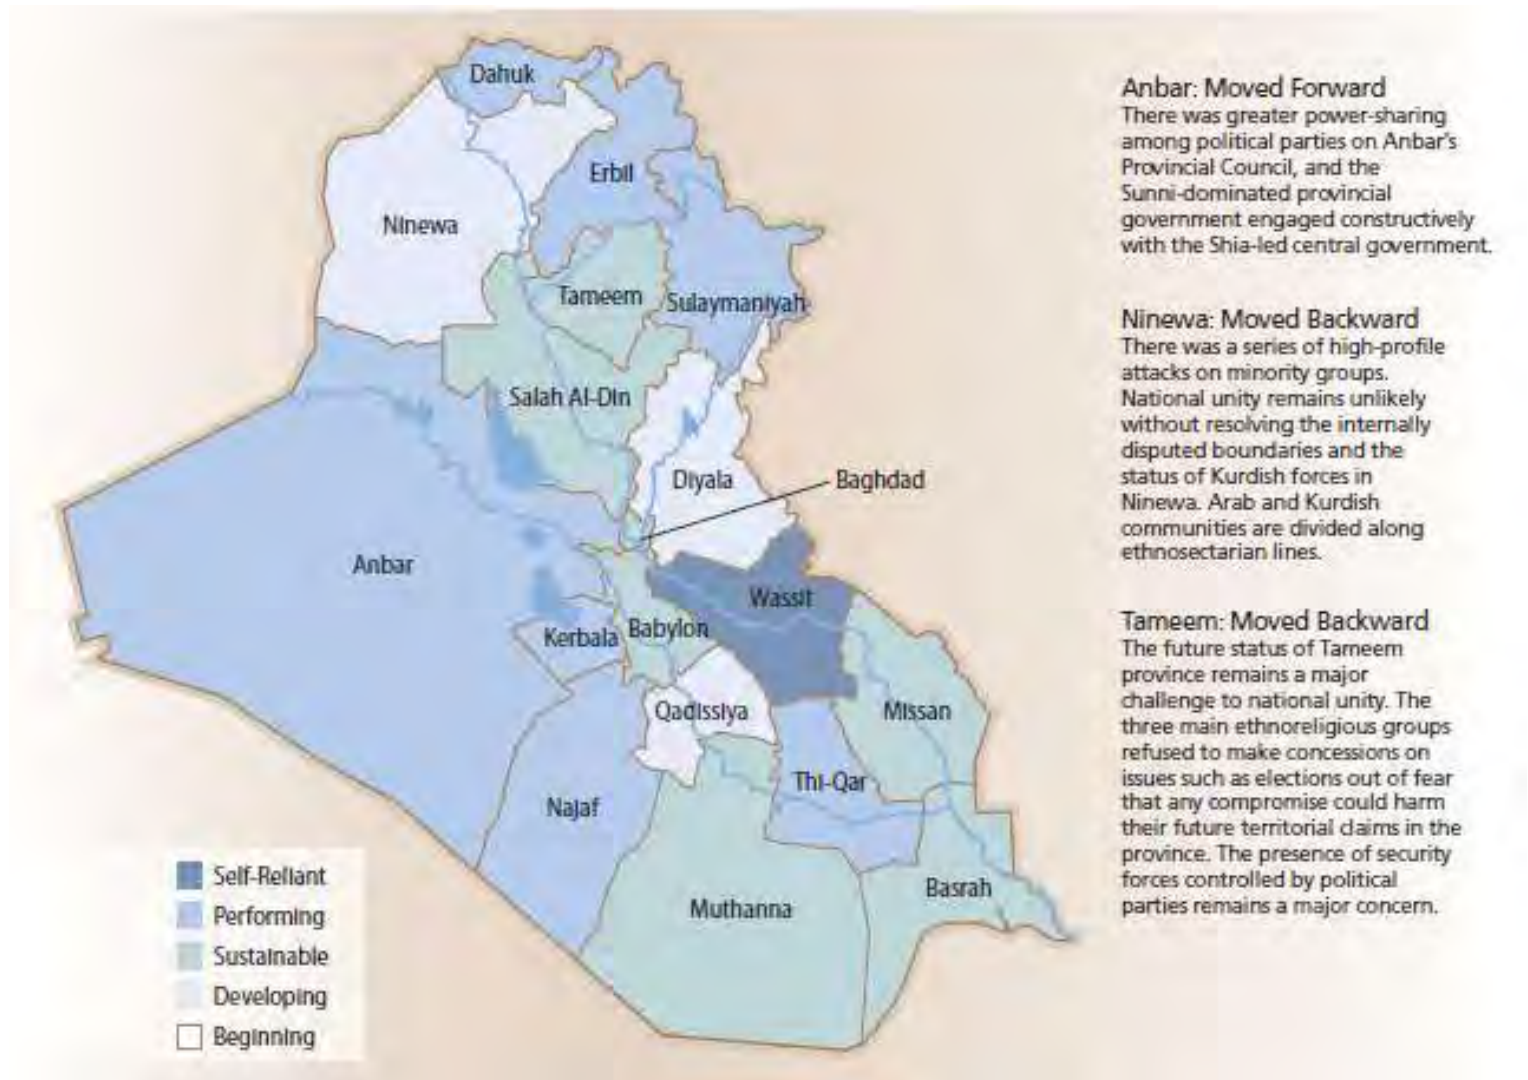 Dahuk
Erbil
Ninewa
Tameem
Sulaymaniyah
Salah Al-Din
Diyala
Baghdad
Anbar
Wassit
Kerbala
Babylon
Qadissiya
Missan
Thi-Qar
Najaf
Basrah
Muthanna
Self-Reliant
Performing
Sustainable
Developing
Beginning
Anbar: Moved Forward
There was greater power-sharing
among political parties on Anbar's
Provincial Council, and the
Sunni-dominated provincial
government engaged constructively
with the Shia-led central government.
Ninewa: Moved Backward
There was a series of high-profile
attacks on minority groups.
National unity remains unlikely
without resolving the internally
disputed boundaries and the
status of Kurdish forces in
Ninewa. Arab and Kurdish
communities are divided along
ethnosectarian lines.
Tameem: Moved Backward
The future status of Tameem
province remains a major
challenge to national unity. The
three main ethnoreligious groups
refused to make concessions on
issues such as elections out of fear
that any compromise could harm
their future territorial claims in the
province. The presence of security
forces controlled by political
parties remains a major concern.